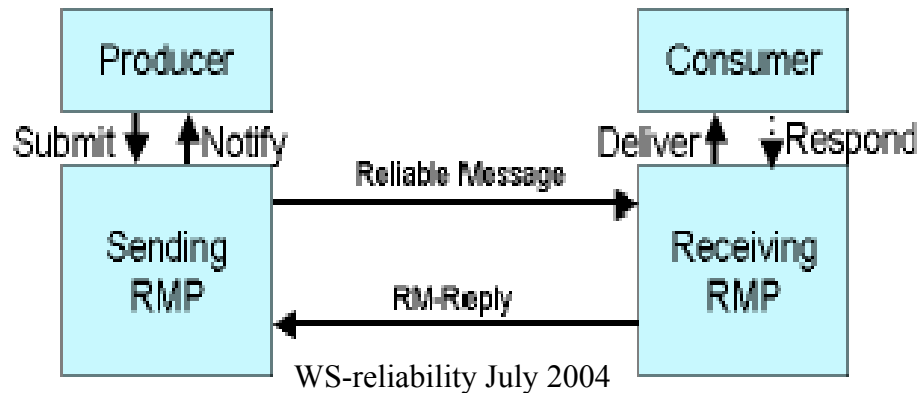 Producer
Consumer
Submit
Notify
Deliver
Respond
Reliable Message
Sending
RMP
Receiving
RMP
RM-Reply
WS-reliability July 2004